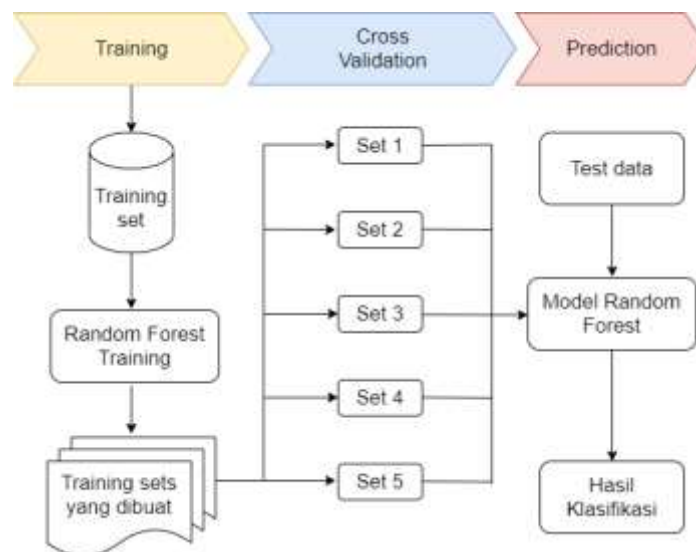 Training
Cross
Validation
Prediction
Training
set
Random Forest
Training
Training sets
yang dibuat
Set 1
Set 2
Set 3
Set 4
Set 5
Test data
Model Random
Forest
Hasil
Klasifikasi